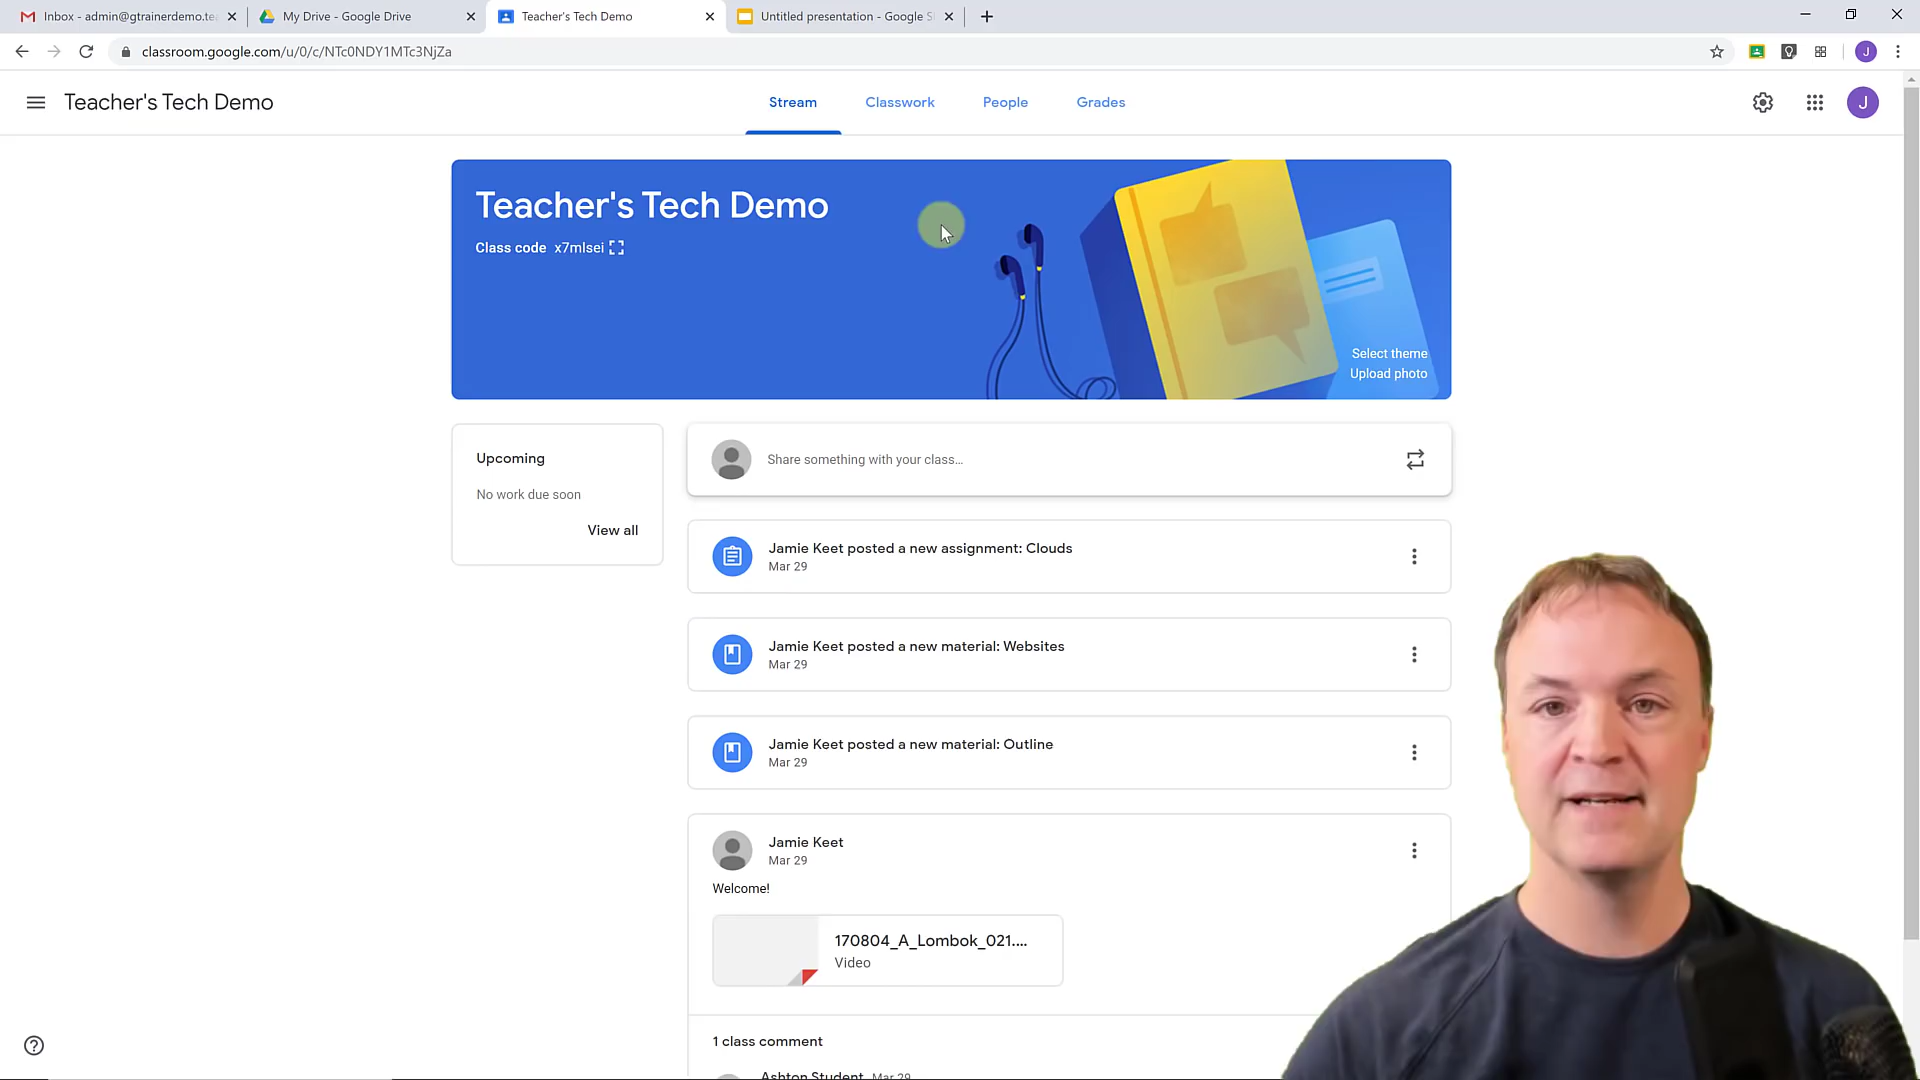 Inbox - admin@gtrainerdemo.te
My Drive - Google Drive
Teacher's Tech Demo
Untitled presentation - Google S
classroom.google.com/u/0/c/NTc0NDY1MTc3NjZa
J
Teacher's Tech Demo
Stream
Classwork
People
Grades
J
Teacher's Tech Demo
Class code x7mlsei
Select theme
Upload photo
Upcoming
No work due soon
View all
Share something with your class…
Jamie Keet posted a new assignment: Clouds
Mar 29
Jamie Keet posted a new material: Websites
Mar 29
Jamie Keet posted a new material: Outline
Mar 29
Jamie Keet
Mar 29
Welcome!
170804_A_Lombok_021....
Video
1 class comment
Ashton Student Mar 29